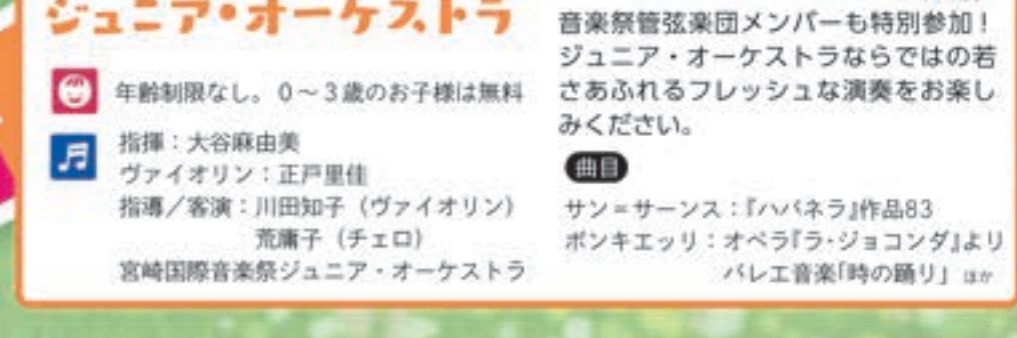 ジュニア・オーケストラ
年齢制限なし。0～3歳のお子様は無料
指揮：大谷麻由美
ヴァイオリン：正戸里佳
指導／客演：川田知子（ヴァイオリン）
荒庸子（チェロ）
宮崎国際音楽祭ジュニア・オーケストラ
音楽祭管弦楽団メンバーも特別参加！
ジュニア・オーケストラならではの若
さあふれるフレッシュな演奏をお楽し
みください。
曲目
サン＝サーンス：『ハバネラ』作品83
ポンキエッリ：オペラ『ラ・ジョコンダ』より
バレエ音楽「時の踊り」 ほか